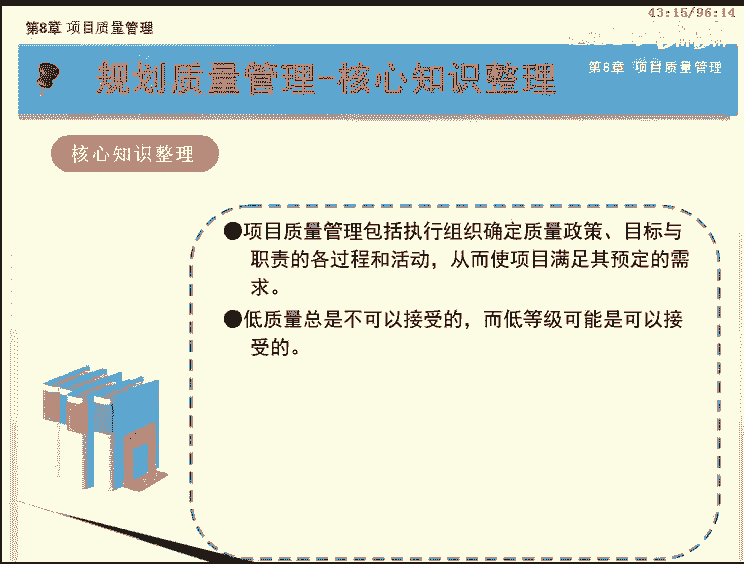 43:15/96:14
第8章 项目质量管理
规划质量管理-核心知识整理
第8章 项目质量管理
核心知识整理
●项目质量管理包括执行组织确定质量政策、目标与
职责的各过程和活动，从而使项目满足其预定的需
求。
●低质量总是不可以接受的，而低等级可能是可以接
受的。